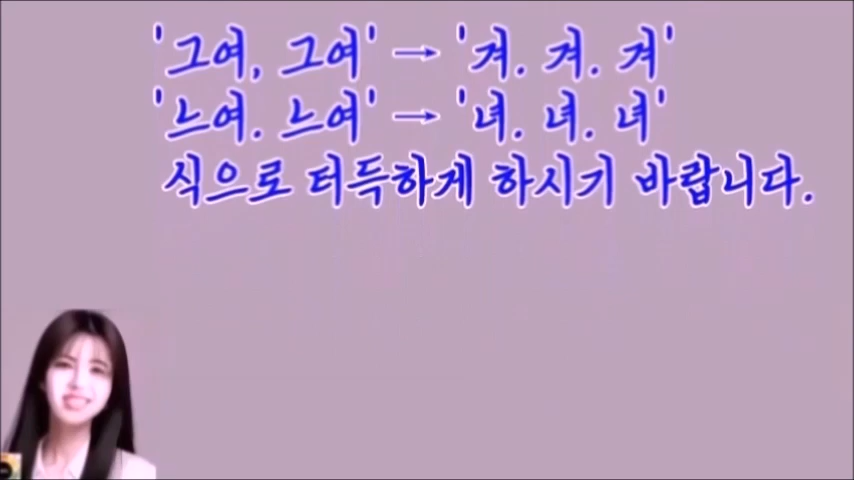 '그여, 그여' → '겨. 겨. 겨'
'느여. 느여' → '녀. 녀. 녀'
식으로 터득하게 하시기 바랍니다.